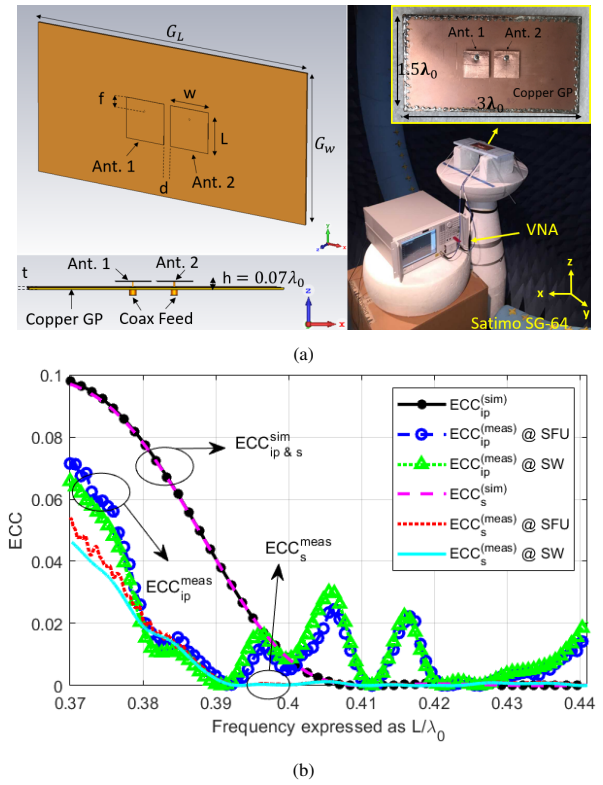 G_L
w
f
L
G_w
Ant. 1
Ant. 2
d
y
z
x
Ant. 1
Ant. 2
t
h = 0.07λ₀
z
Copper GP
Coax Feed
x
Ant. 1
Ant. 2
1.5λ₀
Copper GP
3λ₀
VNA
z
x
y
Satimo SG-64
(a)
0.1
ECC_ip^(sim)
ECC_ip^(meas) @ SFU
ECC_ip^(meas) @ SW
ECC_s^(sim)
ECC_s^(meas) @ SFU
ECC_s^(meas) @ SW
0.08
ECC_ip & s^sim
0.06
ECC_s^meas
ECC_ip^meas
ECC
0.04
0.02
0
0.37
0.38
0.39
0.4
0.41
0.42
0.43
0.44
Frequency expressed as L/λ₀
(b)